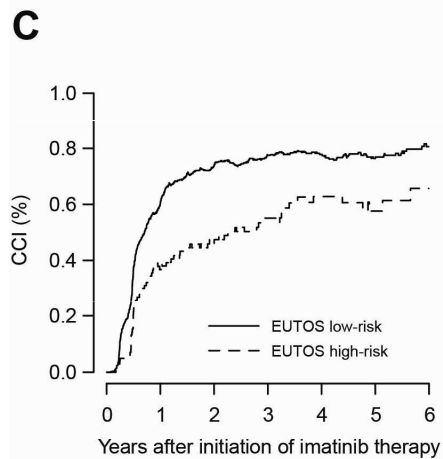 C
CCI (%)
1.0
0.8
0.6
0.4
0.2
0.0
EUTOS low-risk
EUTOS high-risk
0 1 2 3 4 5 6
Years after initiation of imatinib therapy